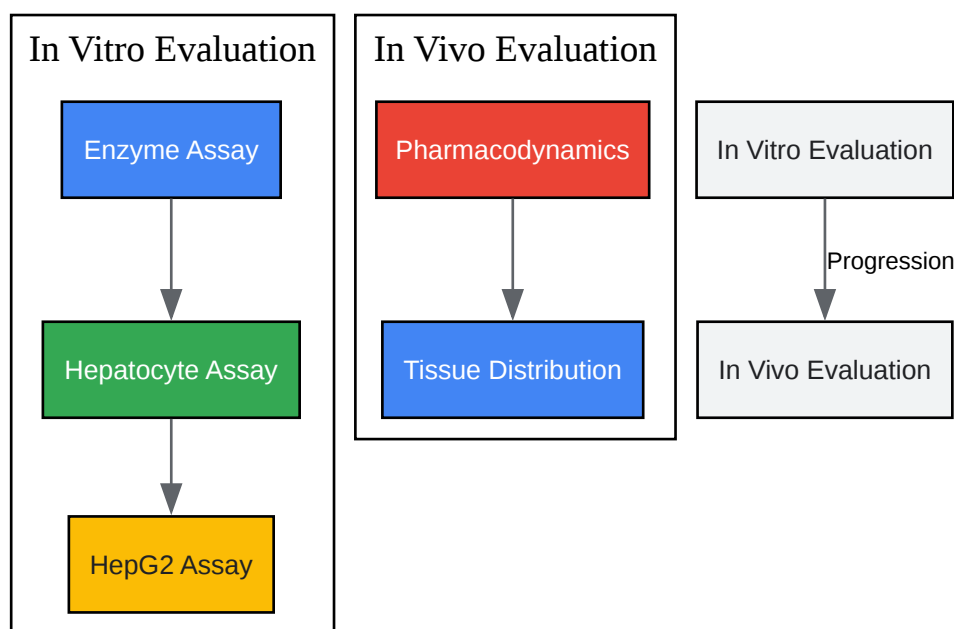 In Vitro Evaluation
Enzyme Assay
Hepatocyte Assay
HepG2 Assay
In Vivo Evaluation
Pharmacodynamics
Tissue Distribution
In Vitro Evaluation
Progression
In Vivo Evaluation